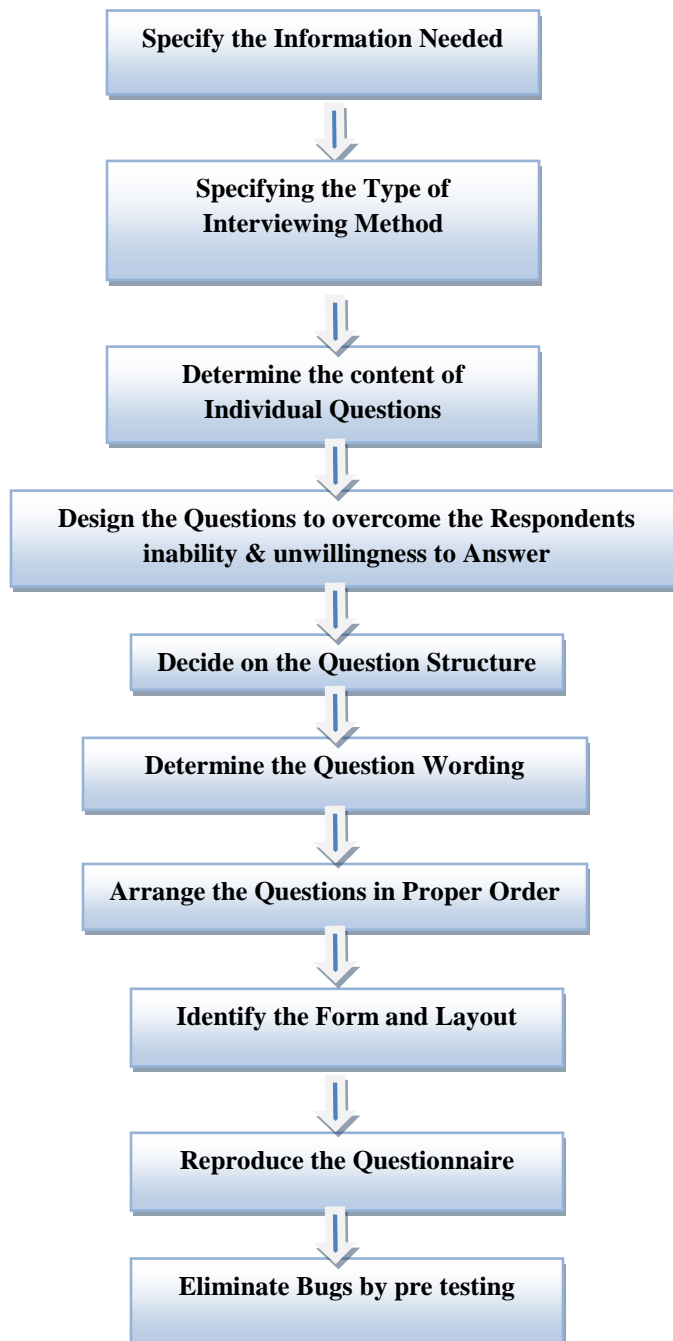 Specify the Information Needed
Specifying the Type of
Interviewing Method
Determine the content of
Individual Questions
Design the Questions to overcome the Respondents
inability & unwillingness to Answer
Decide on the Question Structure
Determine the Question Wording
Arrange the Questions in Proper Order
Identify the Form and Layout
Reproduce the Questionnaire
Eliminate Bugs by pre testing